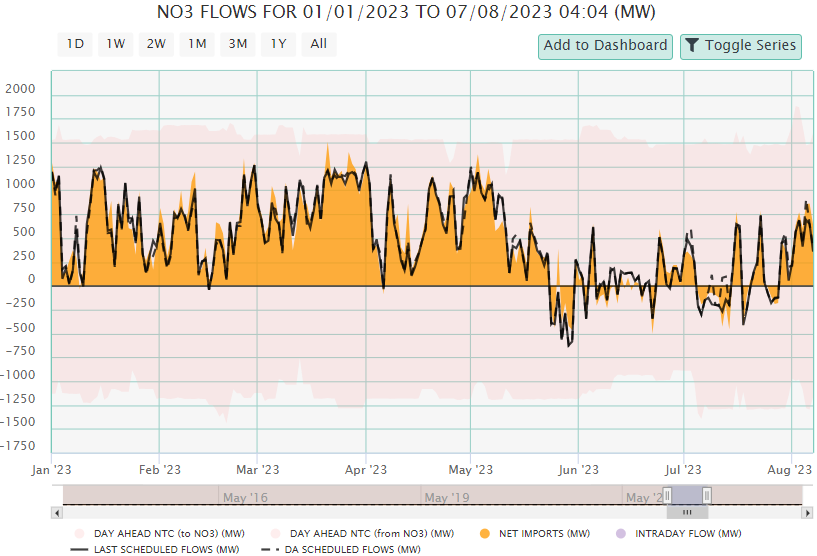 NO3 FLOWS FOR 01/01/2023 TO 07/08/2023 04:04 (MW)
1D 1W 2W 1M 3M 1Y All Add to Dashboard Toggle Series
2000
1750
1500
1250
1000
750
500
250
0
-250
-500
-750
-1000
-1250
-1500
-1750
Jan '23 Feb '23 Mar '23 Apr '23 May '23 Jun '23 Jul '23 Aug '23
May '16 May '19 May '2
DAY AHEAD NTC (to NO3) (MW) DAY AHEAD NTC (from NO3) (MW) NET IMPORTS (MW) INTRADAY FLOW (MW)
LAST SCHEDULED FLOWS (MW) DA SCHEDULED FLOWS (MW)